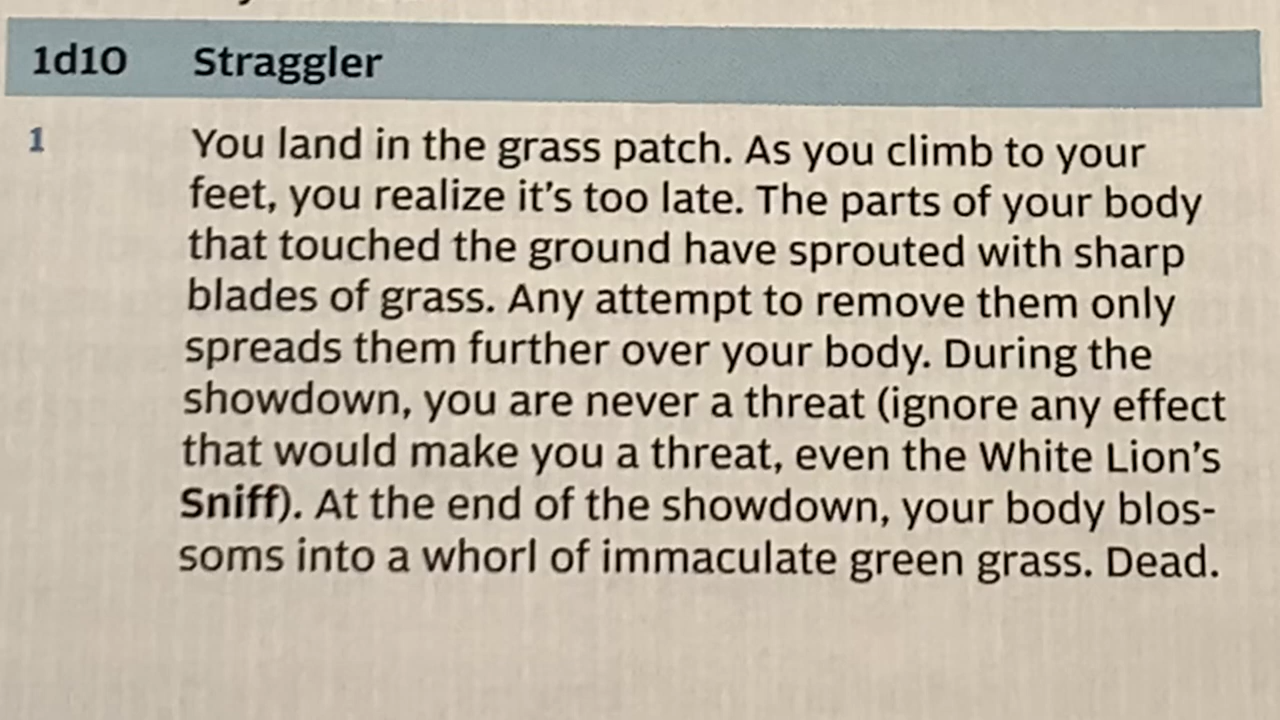 1d10 Straggler
1 You land in the grass patch. As you climb to your
feet, you realize it's too late. The parts of your body
that touched the ground have sprouted with sharp
blades of grass. Any attempt to remove them only
spreads them further over your body. During the
showdown, you are never a threat (ignore any effect
that would make you a threat, even the White Lion's
Sniff). At the end of the showdown, your body blos-
soms into a whorl of immaculate green grass. Dead.